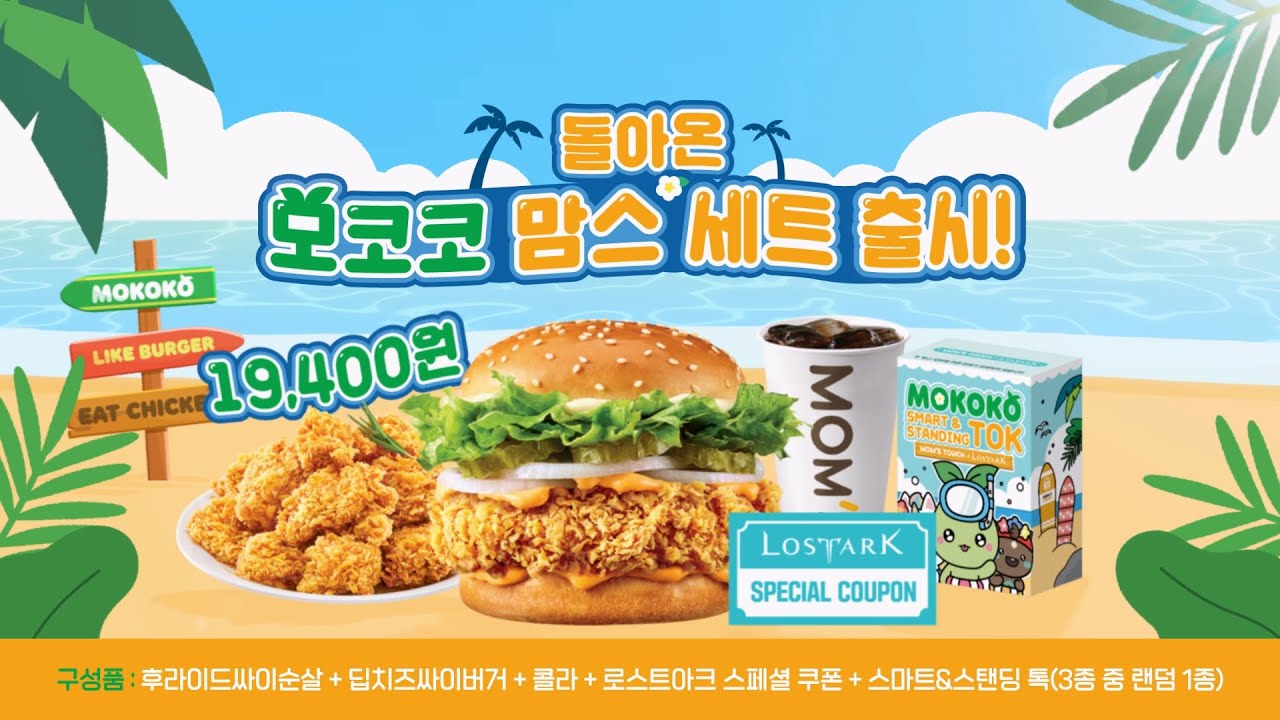 돌아온
모코코 맘스 세트 출시!
MOKOKO
LIKE BURGER
EAT CHICKE
19,400원
MOM'
MOKOKO
SMART &
STANDING TOK
MOM'S TOUCH × LOSTARK
LOSTARK
SPECIAL COUPON
구성품 : 후라이드싸이순살 + 딥치즈싸이버거 + 콜라 + 로스트아크 스페셜 쿠폰 + 스마트&스탠딩 톡(3종 중 랜덤 1종)